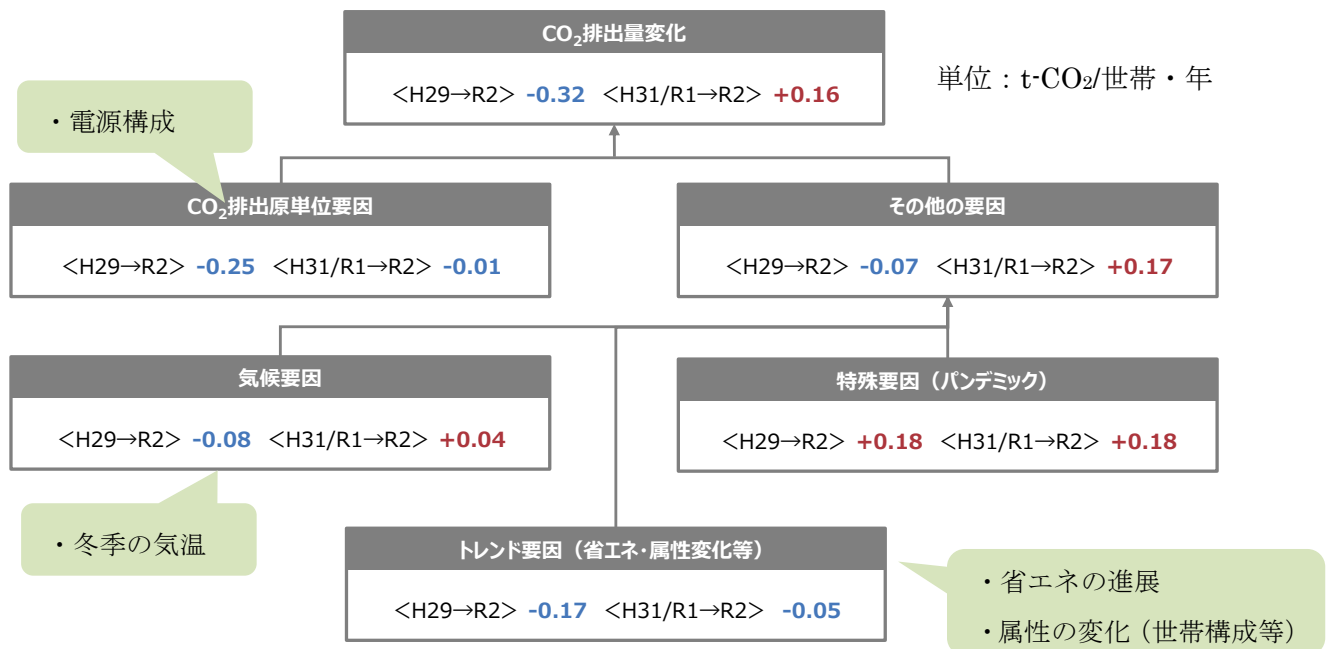 CO₂排出量変化
<H29→R2> -0.32 <H31/R1→R2> +0.16
単位：t-CO₂/世帯・年
・電源構成
CO₂排出原単位要因
<H29→R2> -0.25 <H31/R1→R2> -0.01
その他の要因
<H29→R2> -0.07 <H31/R1→R2> +0.17
気候要因
<H29→R2> -0.08 <H31/R1→R2> +0.04
特殊要因（パンデミック）
<H29→R2> +0.18 <H31/R1→R2> +0.18
・冬季の気温
トレンド要因（省エネ・属性変化等）
<H29→R2> -0.17 <H31/R1→R2> -0.05
・省エネの進展
・属性の変化（世帯構成等）